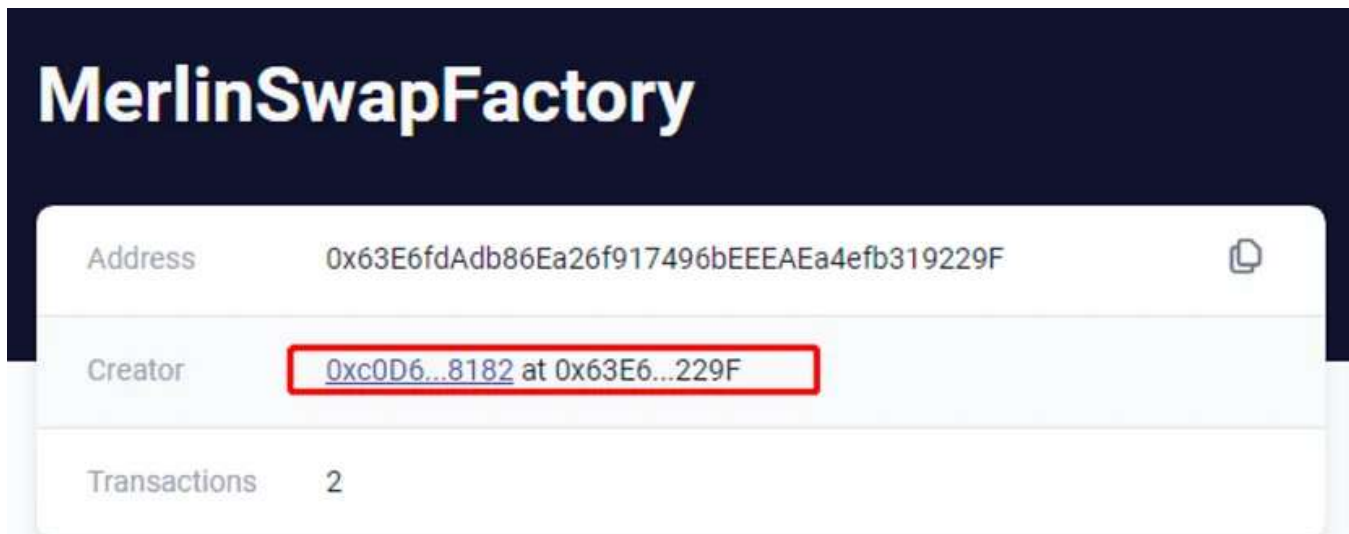 MerlinSwapFactory
Address 0x63E6fdAdb86Ea26f917496bEEEAEa4efb319229F
Creator 0xc0D6...8182 at 0x63E6...229F
Transactions 2